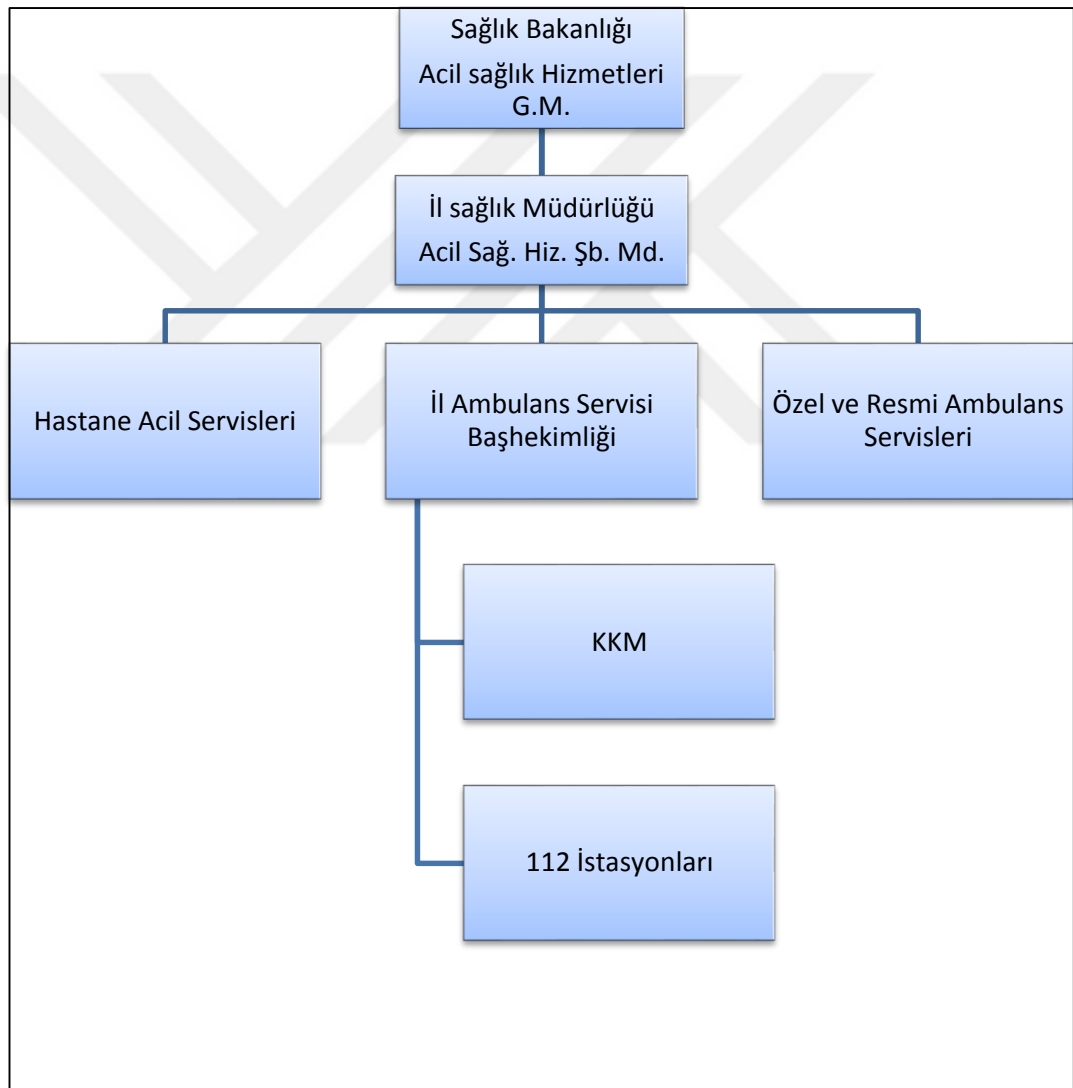 Sağlık Bakanlığı
Acil sağlık Hizmetleri
G.M.
İl sağlık Müdürlüğü
Acil Sağ. Hiz. Şb. Md.
Hastane Acil Servisleri
İl Ambulans Servisi
Başhekimliği
Özel ve Resmi Ambulans
Servisleri
KKM
112 İstasyonları